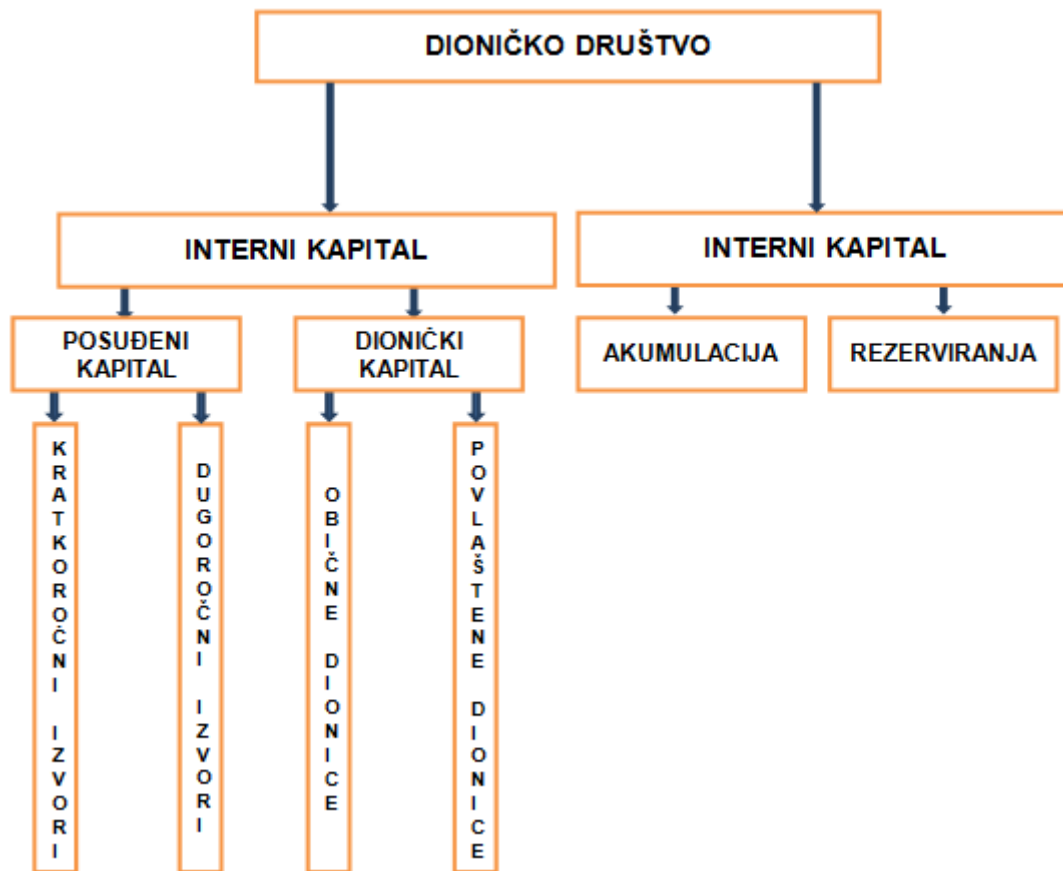 DIONIČKO DRUŠTVO
INTERNI KAPITAL
INTERNI KAPITAL
POSUĐENI
KAPITAL
DIONIČKI
KAPITAL
AKUMULACIJA
REZERVIRANJA
KRATKOROČNI IZVORI
DUGOROČNI IZVORI
OBIČNE DIONICE
POVLAŠTENE DIONICE